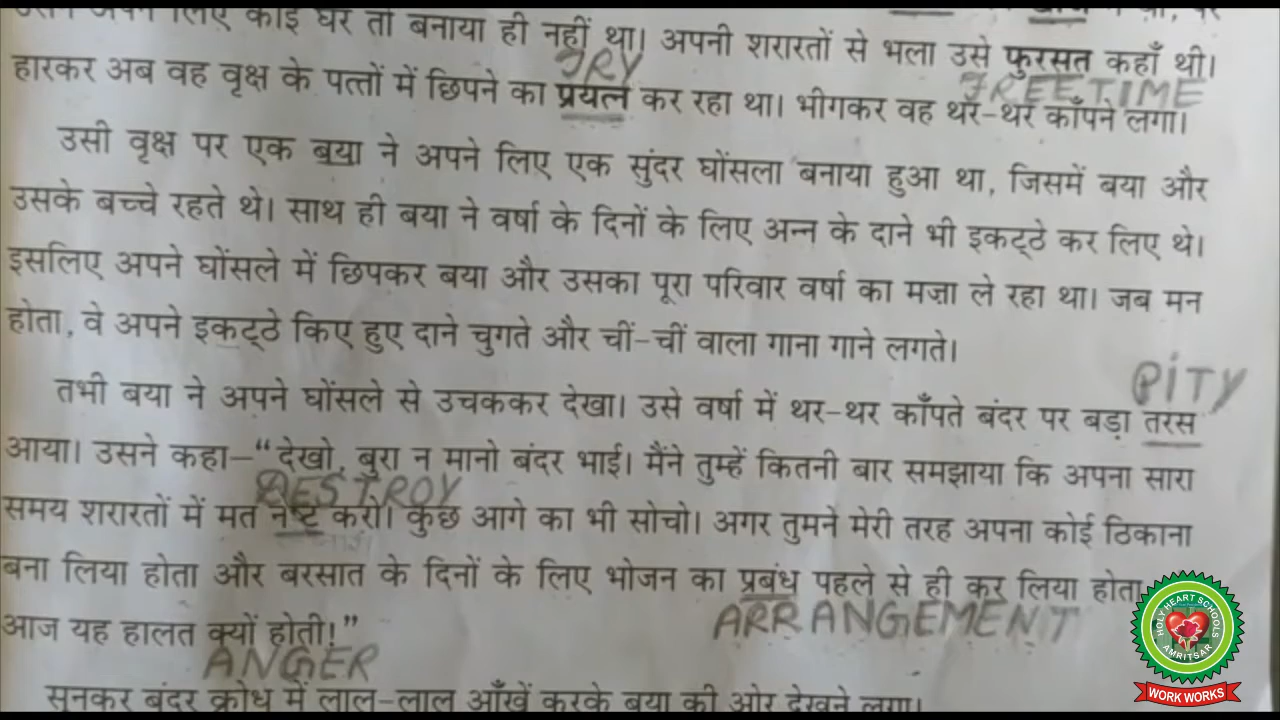 उसने अपने लिए कोई घर तो बनाया ही नहीं था। अपनी शरारतों से भला उसे फुरसत कहाँ थी।
TRY
FREE TIME
हारकर अब वह वृक्ष के पत्तों में छिपने का प्रयत्न कर रहा था। भीगकर वह थर-थर काँपने लगा।
उसी वृक्ष पर एक बया ने अपने लिए एक सुंदर घोंसला बनाया हुआ था, जिसमें बया और
उसके बच्चे रहते थे। साथ ही बया ने वर्षा के दिनों के लिए अन्न के दाने भी इकट्ठे कर लिए थे।
इसलिए अपने घोंसले में छिपकर बया और उसका पूरा परिवार वर्षा का मज़ा ले रहा था। जब मन
होता, वे अपने इकट्ठे किए हुए दाने चुगते और चीं-चीं वाला गाना गाने लगते।
PITY
तभी बया ने अपने घोंसले से उचककर देखा। उसे वर्षा में थर-थर काँपते बंदर पर बड़ा तरस
आया। उसने कहा–“देखो, बुरा न मानो बंदर भाई। मैंने तुम्हें कितनी बार समझाया कि अपना सारा
DESTROY
समय शरारतों में मत नष्ट करो। कुछ आगे का भी सोचो। अगर तुमने मेरी तरह अपना कोई ठिकाना
बना लिया होता और बरसात के दिनों के लिए भोजन का प्रबंध पहले से ही कर लिया होता
ARRANGEMENT
आज यह हालत क्यों होती!”
ANGER
सुनकर बंदर क्रोध में लाल-लाल आँखें करके बया की ओर देखने लगा।
HOLY HEART SCHOOLS
AMRITSAR
WORK WORKS